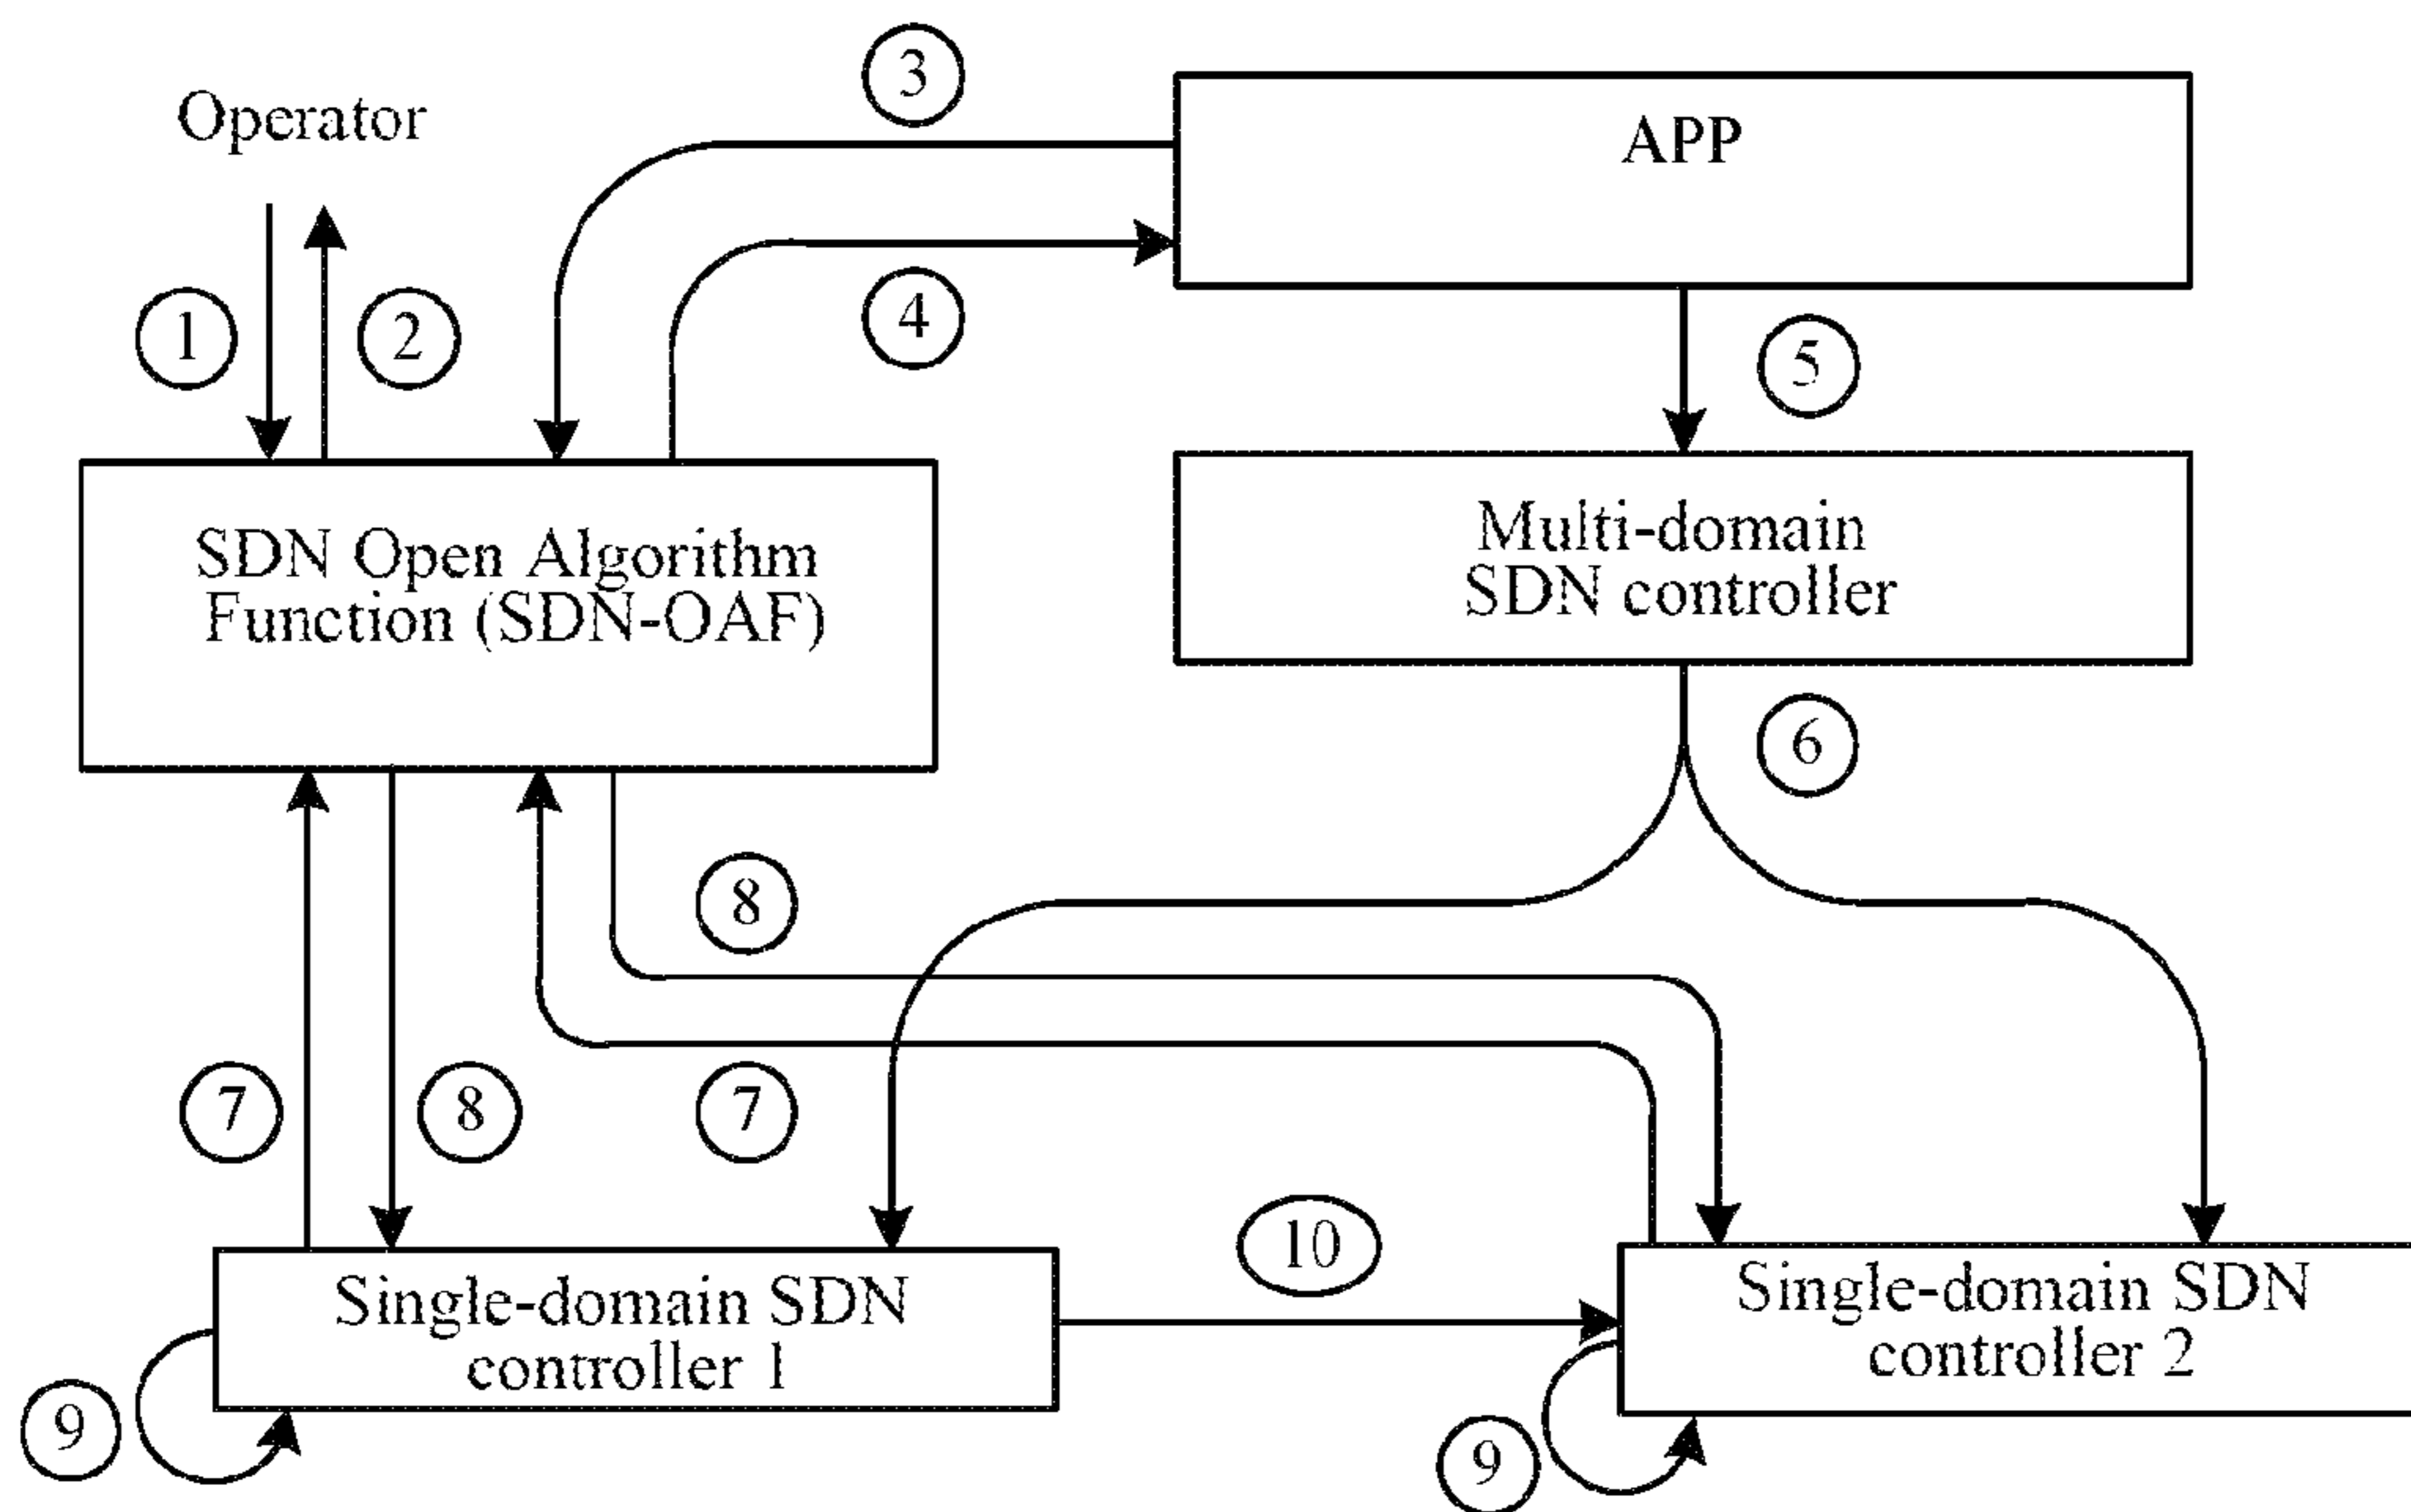 3
Operator
APP
1
2
4
5
SDN Open Algorithm
Function (SDN-OAF)
Multi-domain
SDN controller
6
8
7
8
7
10
Single-domain SDN
controller 1
Single-domain SDN
controller 2
9
9